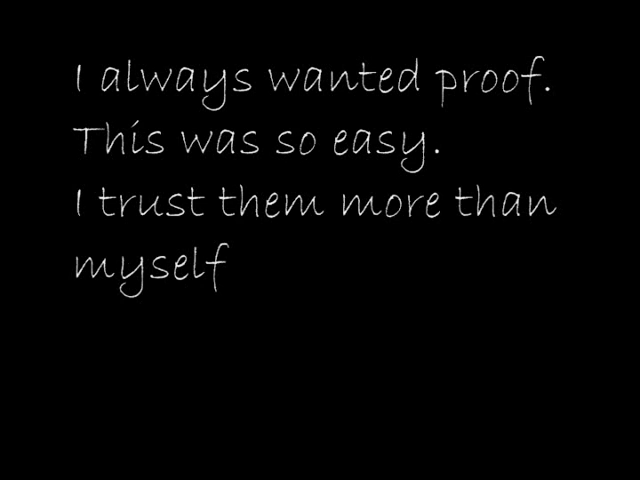 I always wanted proof.
This was so easy.
I trust them more than
myself